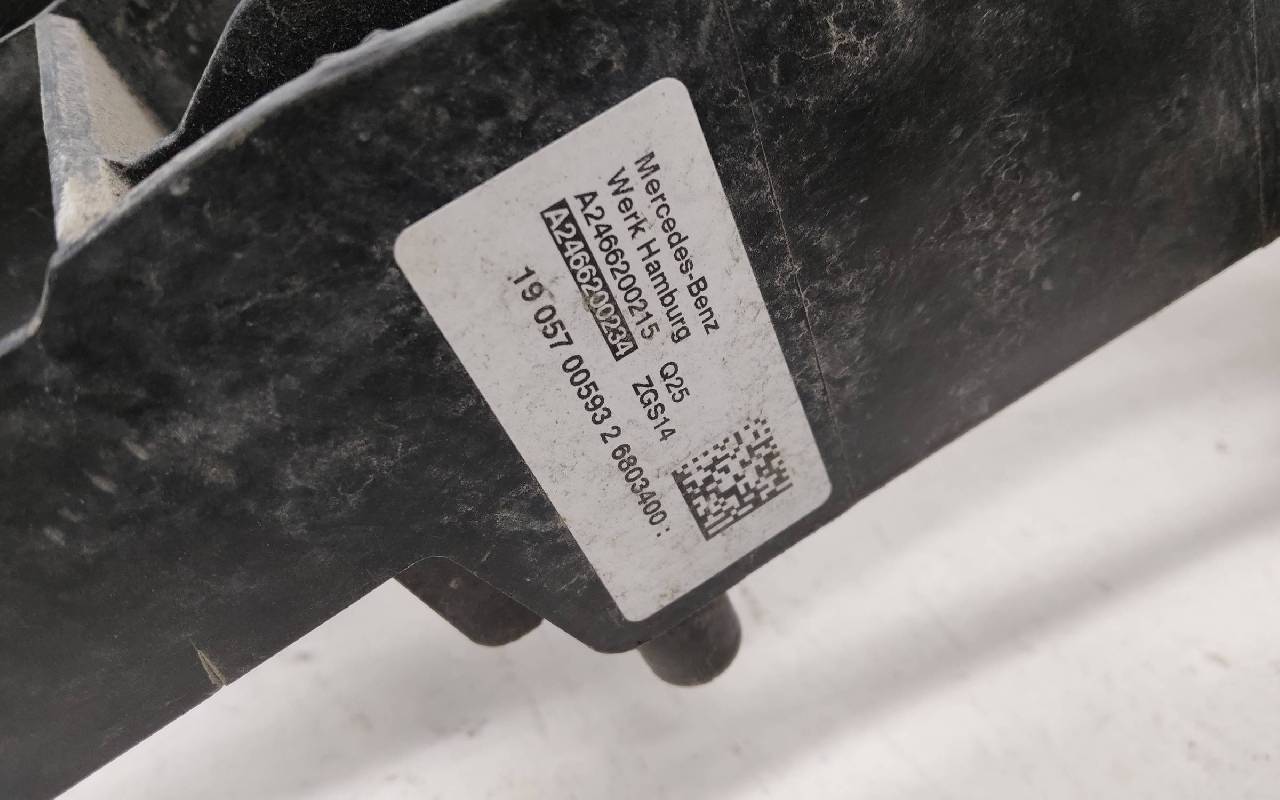 Mercedes-Benz
Werk Hamburg
A2466200215 Q25
A2466200234 ZGS14
19 057 00593 2 6803400 :